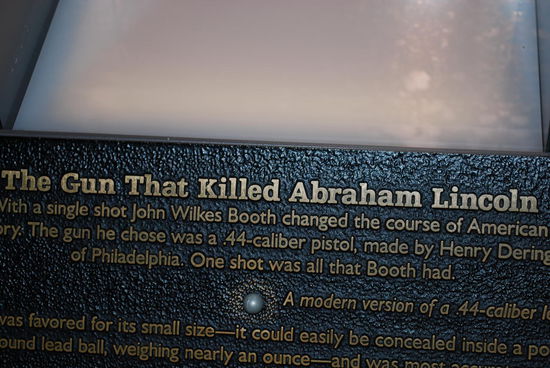 The Gun That Killed Abraham Lincoln
With a single shot John Wilkes Booth changed the course of American
ory. The gun he chose was a .44-caliber pistol, made by Henry Dering
of Philadelphia. One shot was all that Booth had.
A modern version of a .44-caliber le
was favored for its small size—it could easily be concealed inside a po
ound lead ball, weighing nearly an ounce—and was most accurate